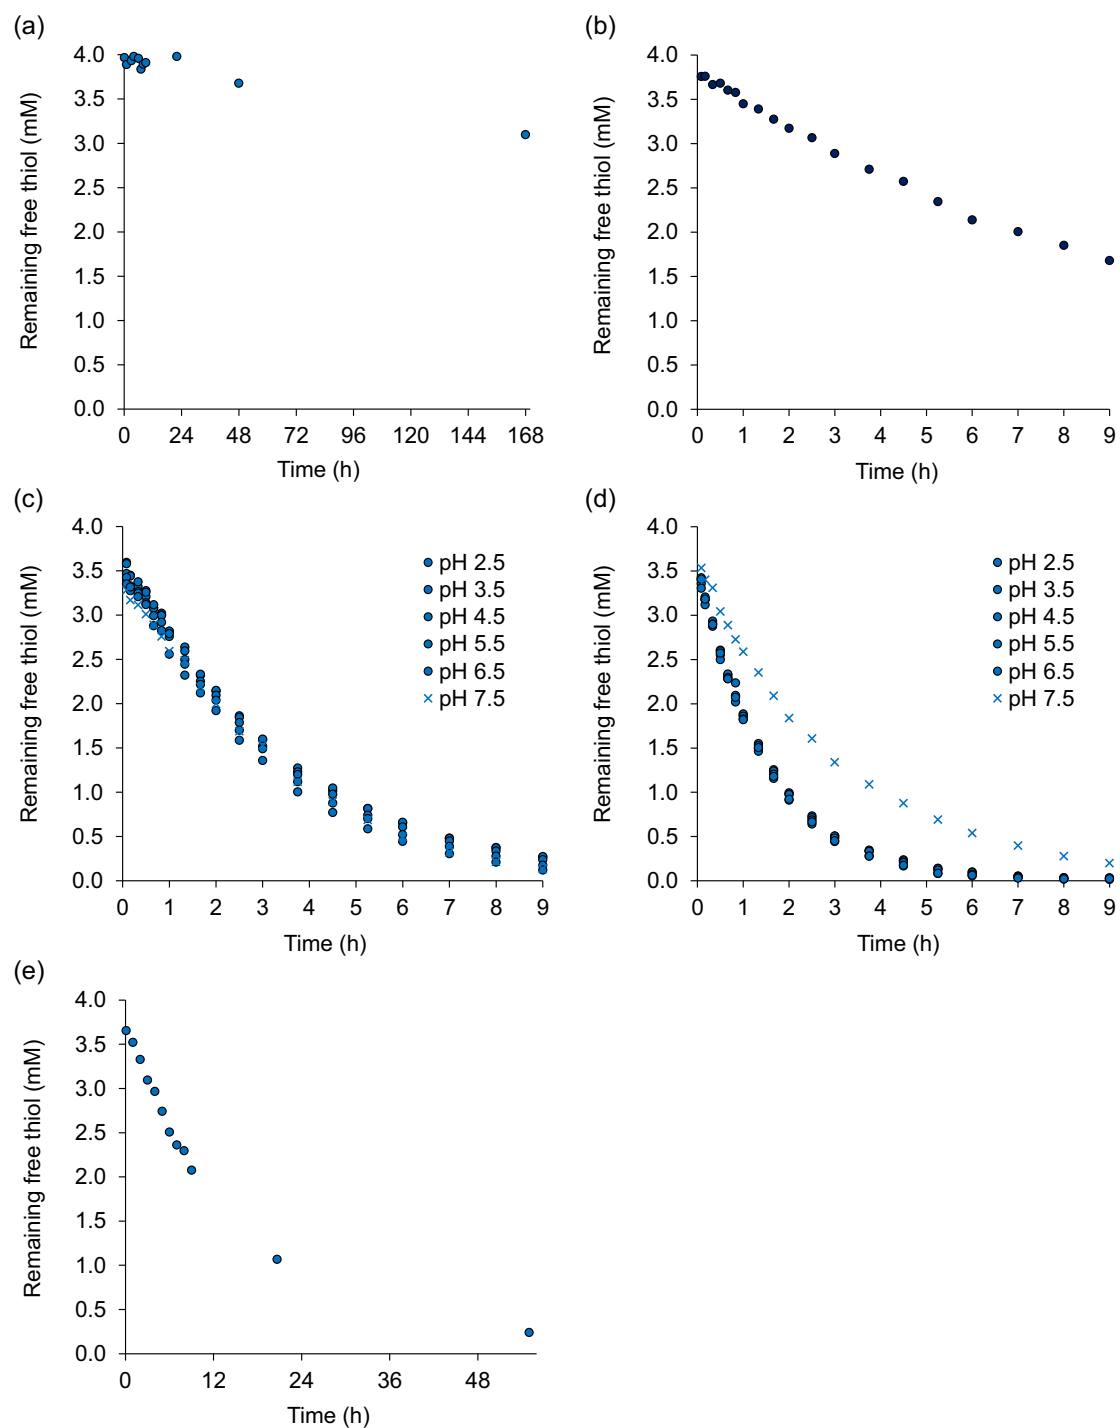 (a)
Remaining free thiol (mM)
4.0
3.5
3.0
2.5
2.0
1.5
1.0
0.5
0.0
0 24 48 72 96 120 144 168
Time (h)
(b)
Remaining free thiol (mM)
4.0
3.5
3.0
2.5
2.0
1.5
1.0
0.5
0.0
0 1 2 3 4 5 6 7 8 9
Time (h)
(c)
Remaining free thiol (mM)
4.0
3.5
3.0
2.5
2.0
1.5
1.0
0.5
0.0
0 1 2 3 4 5 6 7 8 9
Time (h)
pH 2.5
pH 3.5
pH 4.5
pH 5.5
pH 6.5
pH 7.5
(d)
Remaining free thiol (mM)
4.0
3.5
3.0
2.5
2.0
1.5
1.0
0.5
0.0
0 1 2 3 4 5 6 7 8 9
Time (h)
pH 2.5
pH 3.5
pH 4.5
pH 5.5
pH 6.5
pH 7.5
(e)
Remaining free thiol (mM)
4.0
3.5
3.0
2.5
2.0
1.5
1.0
0.5
0.0
0 12 24 36 48
Time (h)